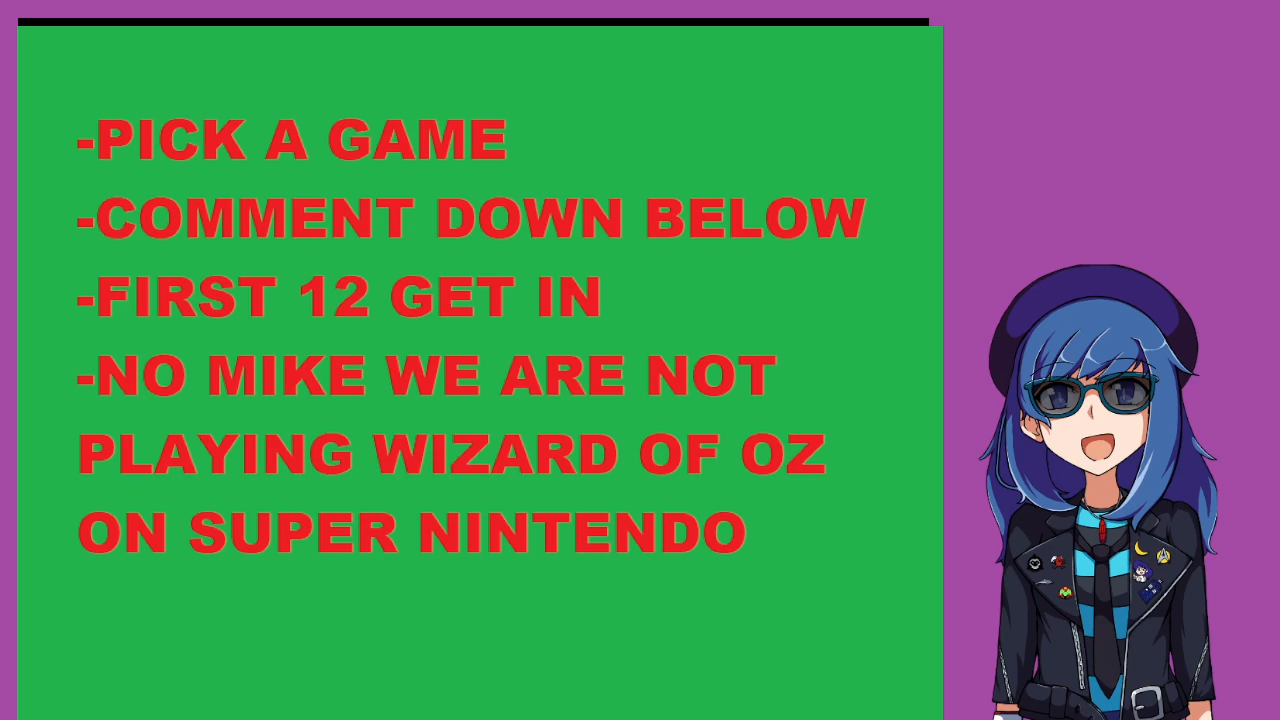 -PICK A GAME
-COMMENT DOWN BELOW
-FIRST 12 GET IN
-NO MIKE WE ARE NOT
PLAYING WIZARD OF OZ
ON SUPER NINTENDO